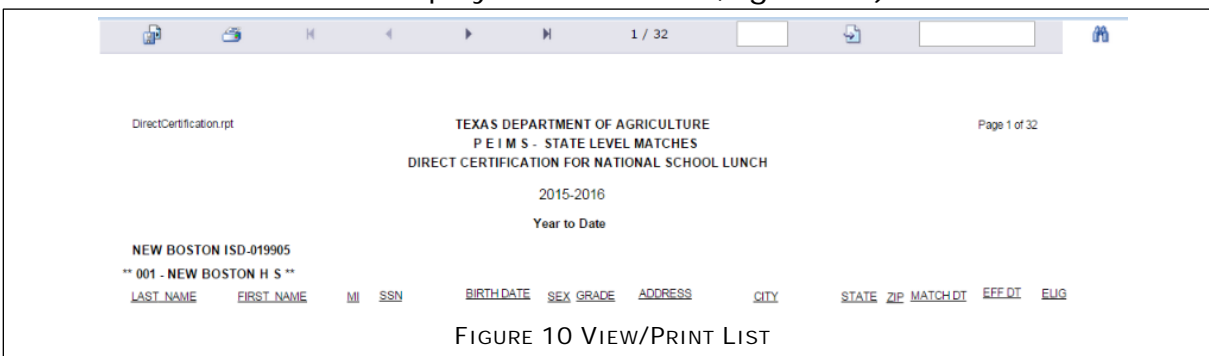 1 / 32
DirectCertification.rpt
TEXAS DEPARTMENT OF AGRICULTURE
Page 1 of 32
P E I M S - STATE LEVEL MATCHES
DIRECT CERTIFICATION FOR NATIONAL SCHOOL LUNCH
2015-2016
Year to Date
NEW BOSTON ISD-019905
** 001 - NEW BOSTON H S **
LAST NAME FIRST NAME MI SSN BIRTH DATE SEX GRADE ADDRESS CITY STATE ZIP MATCH DT EFF DT ELIG
FIGURE 10 VIEW/PRINT LIST